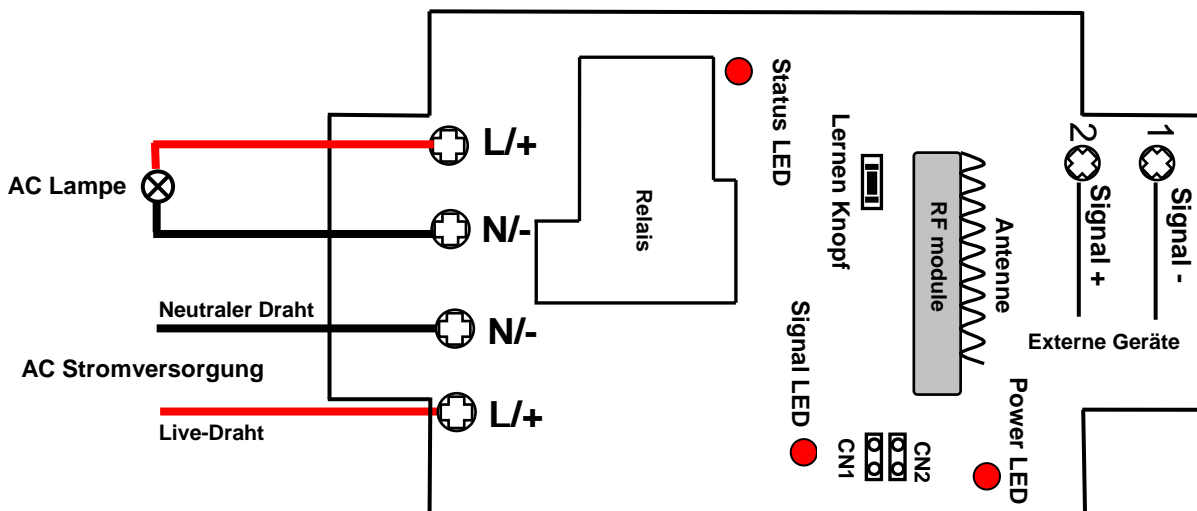 L/+
AC Lampe
N/-
Neutraler Draht
N/-
AC Stromversorgung
L/+
Live-Draht
Relais
Status LED
Lernen Knopf
RF module
Antenne
2
1
Signal +
Signal -
Externe Geräte
Signal LED
CN1
CN2
Power LED